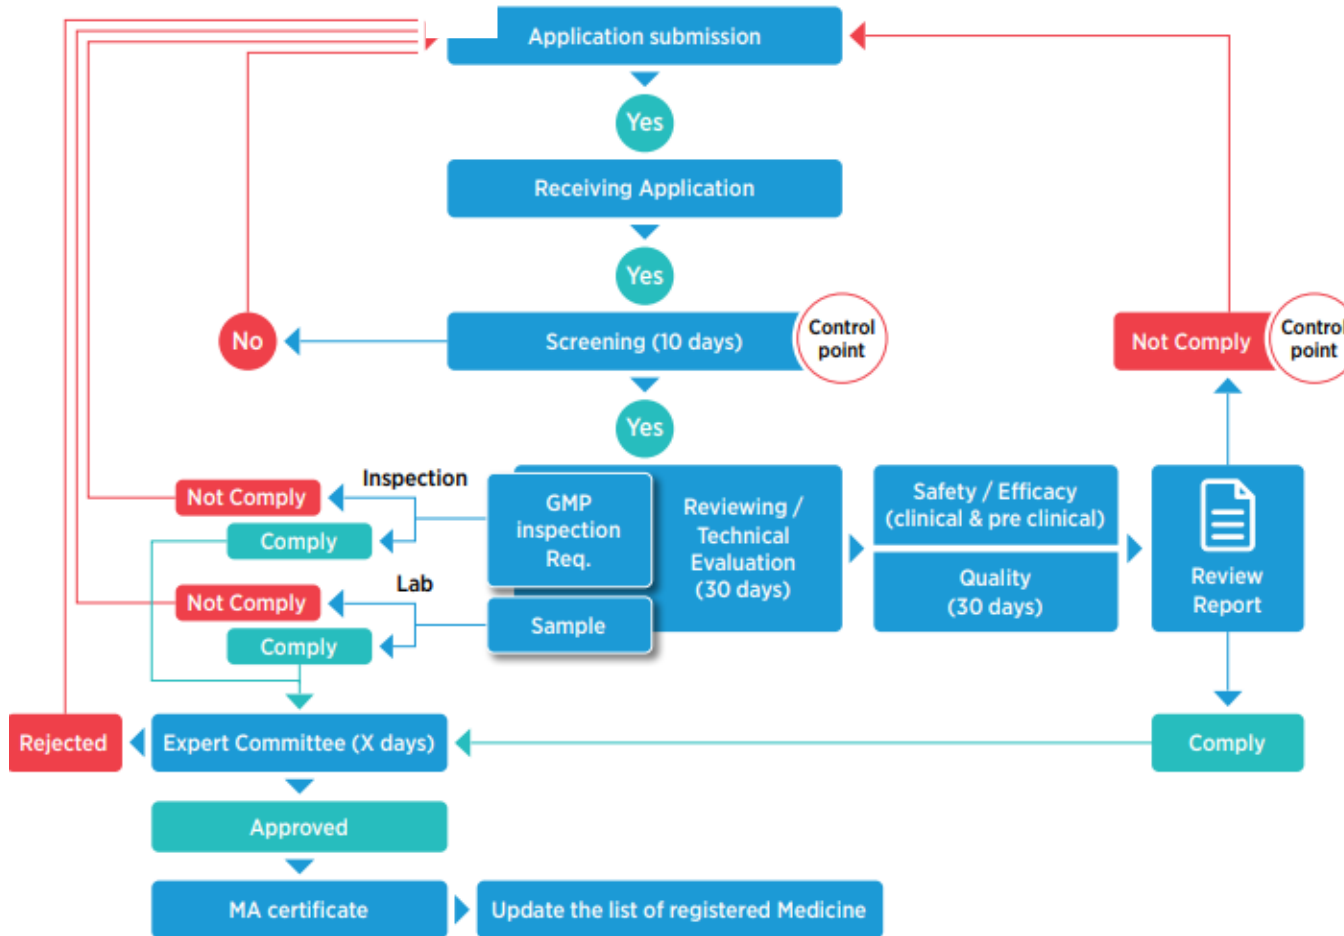 Application submission
Yes
Receiving Application
Yes
Screening (10 days)
Control
point
No
Not Comply
Control
point
Yes
Inspection
Not Comply
Comply
Lab
Not Comply
Comply
GMP
inspection
Req.
Sample
Reviewing /
Technical
Evaluation
(30 days)
Safety / Efficacy
(clinical & pre clinical)
Quality
(30 days)
Review
Report
Rejected
Expert Committee (X days)
Comply
Approved
MA certificate
Update the list of registered Medicine